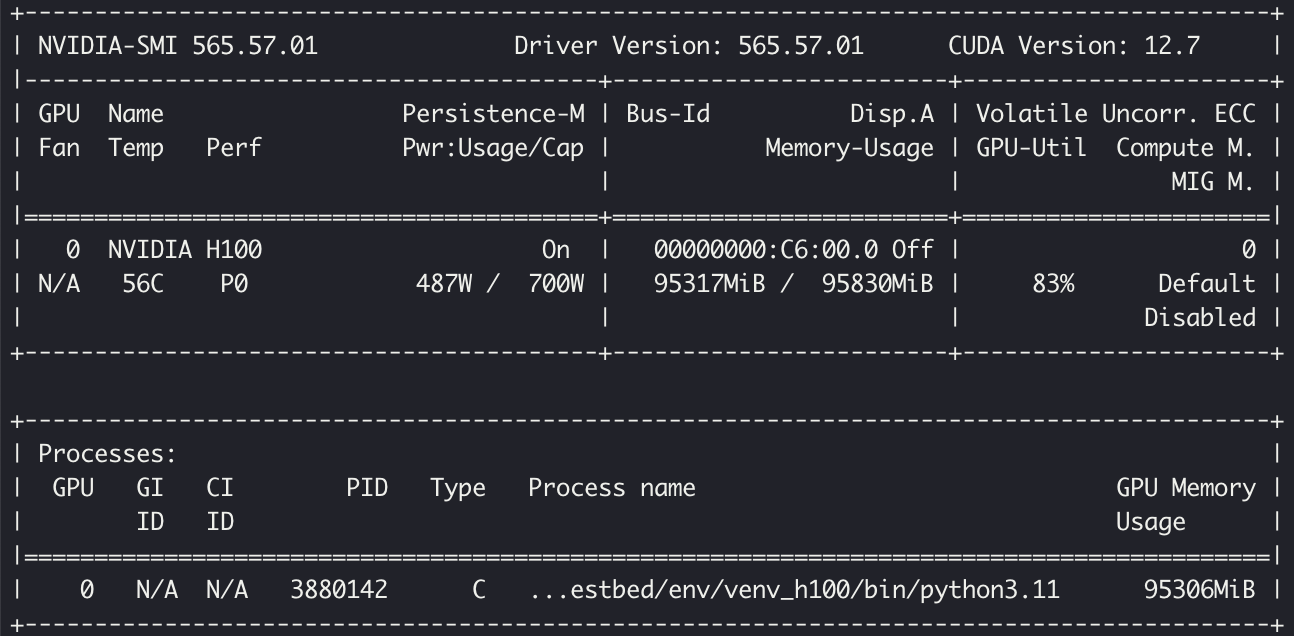 +-----------------------------------------------------------------------------------------+
| NVIDIA-SMI 565.57.01              Driver Version: 565.57.01      CUDA Version: 12.7     |
|-----------------------------------------+------------------------+----------------------+
| GPU  Name                 Persistence-M | Bus-Id          Disp.A | Volatile Uncorr. ECC |
| Fan  Temp   Perf          Pwr:Usage/Cap |           Memory-Usage | GPU-Util  Compute M. |
|                                         |                        |               MIG M. |
|=========================================+========================+======================|
|   0  NVIDIA H100                    On  |   00000000:C6:00.0 Off |                    0 |
| N/A   56C    P0             487W /  700W |   95317MiB /  95830MiB |     83%      Default |
|                                         |                        |             Disabled |
+-----------------------------------------+------------------------+----------------------+
+-----------------------------------------------------------------------------------------+
| Processes:                                                                              |
|  GPU   GI   CI        PID   Type   Process name                              GPU Memory |
|        ID   ID                                                               Usage      |
|=========================================================================================|
|    0   N/A  N/A   3880142      C   ...estbed/env/venv_h100/bin/python3.11      95306MiB |
+-----------------------------------------------------------------------------------------+